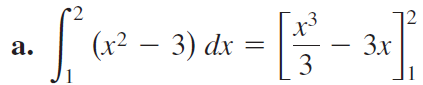 a. ∫₁² (x² − 3) dx = [x³/3 − 3x]₁²